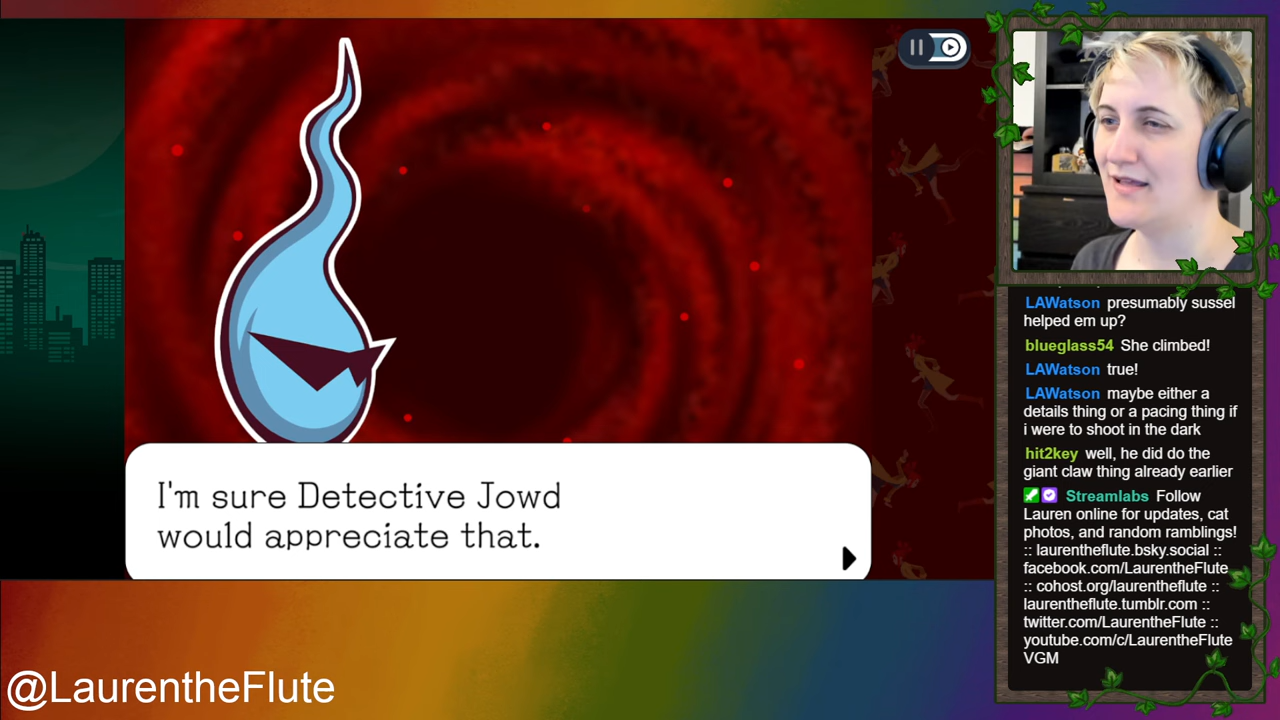 I'm sure Detective Jowd
would appreciate that.
@LaurentheFlute
LAWatson presumably sussel
helped em up?
blueglass54 She climbed!
LAWatson true!
LAWatson maybe either a
details thing or a pacing thing if
i were to shoot in the dark
hit2key well, he did do the
giant claw thing already earlier
Streamlabs Follow
Lauren online for updates, cat
photos, and random ramblings!
:: laurentheflute.bsky.social ::
facebook.com/LaurentheFlute
:: cohost.org/laurentheflute ::
laurentheflute.tumblr.com ::
twitter.com/LaurentheFlute ::
youtube.com/c/LaurentheFlute
VGM